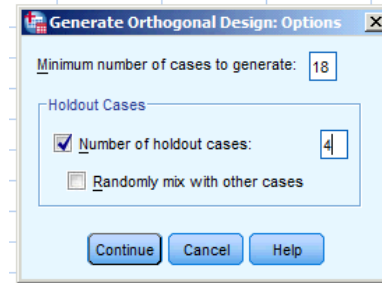 Generate Orthogonal Design: Options
Minimum number of cases to generate: 18
Holdout Cases
Number of holdout cases: 4
Randomly mix with other cases
Continue Cancel Help